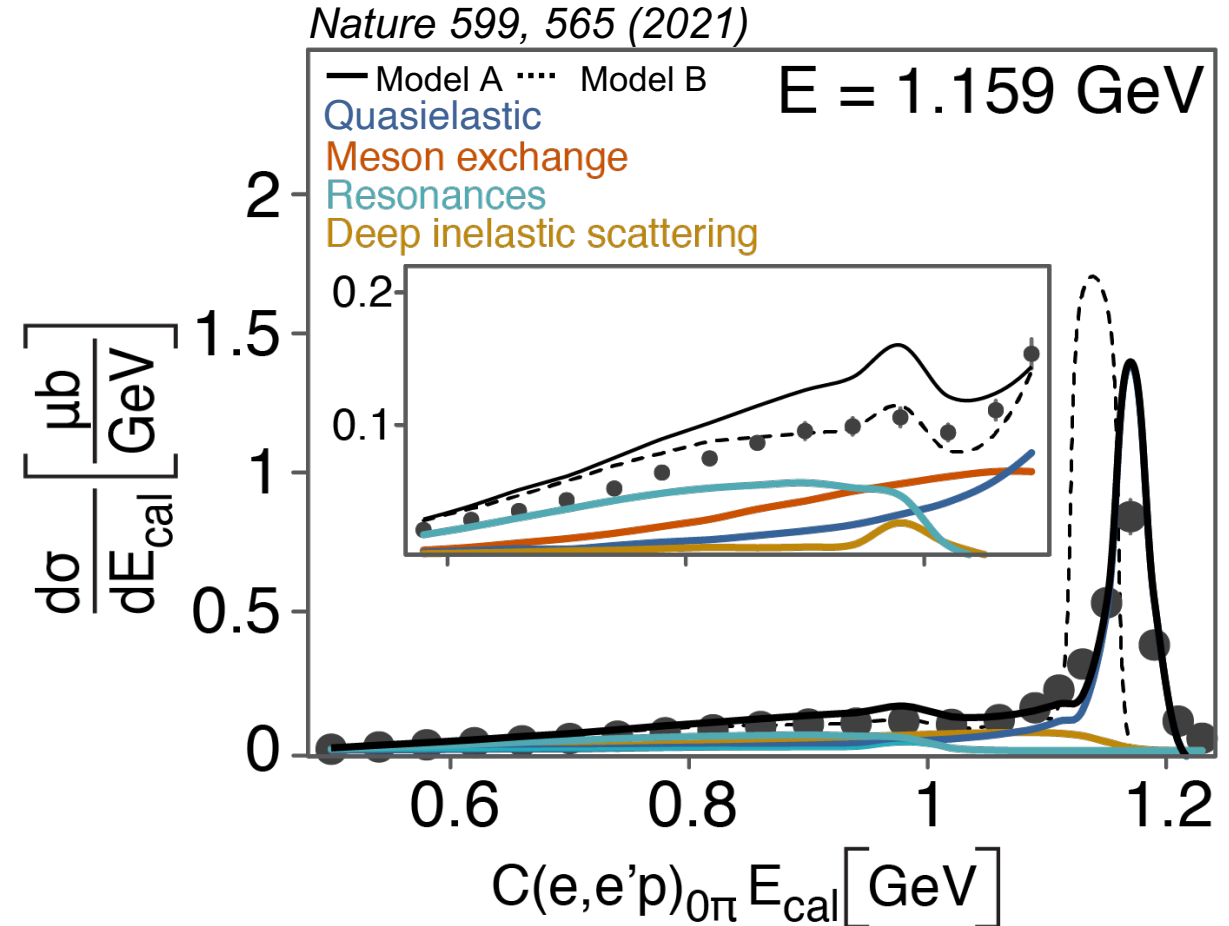 Nature 599, 565 (2021)
Model A Model B
E = 1.159 GeV
Quasielastic
Meson exchange
Resonances
Deep inelastic scattering
2
1.5
1
0.5
0
0.2
0.1
dσ/dE_cal [μb/GeV]
0.6 0.8 1 1.2
C(e,e'p)_0π E_cal [GeV]